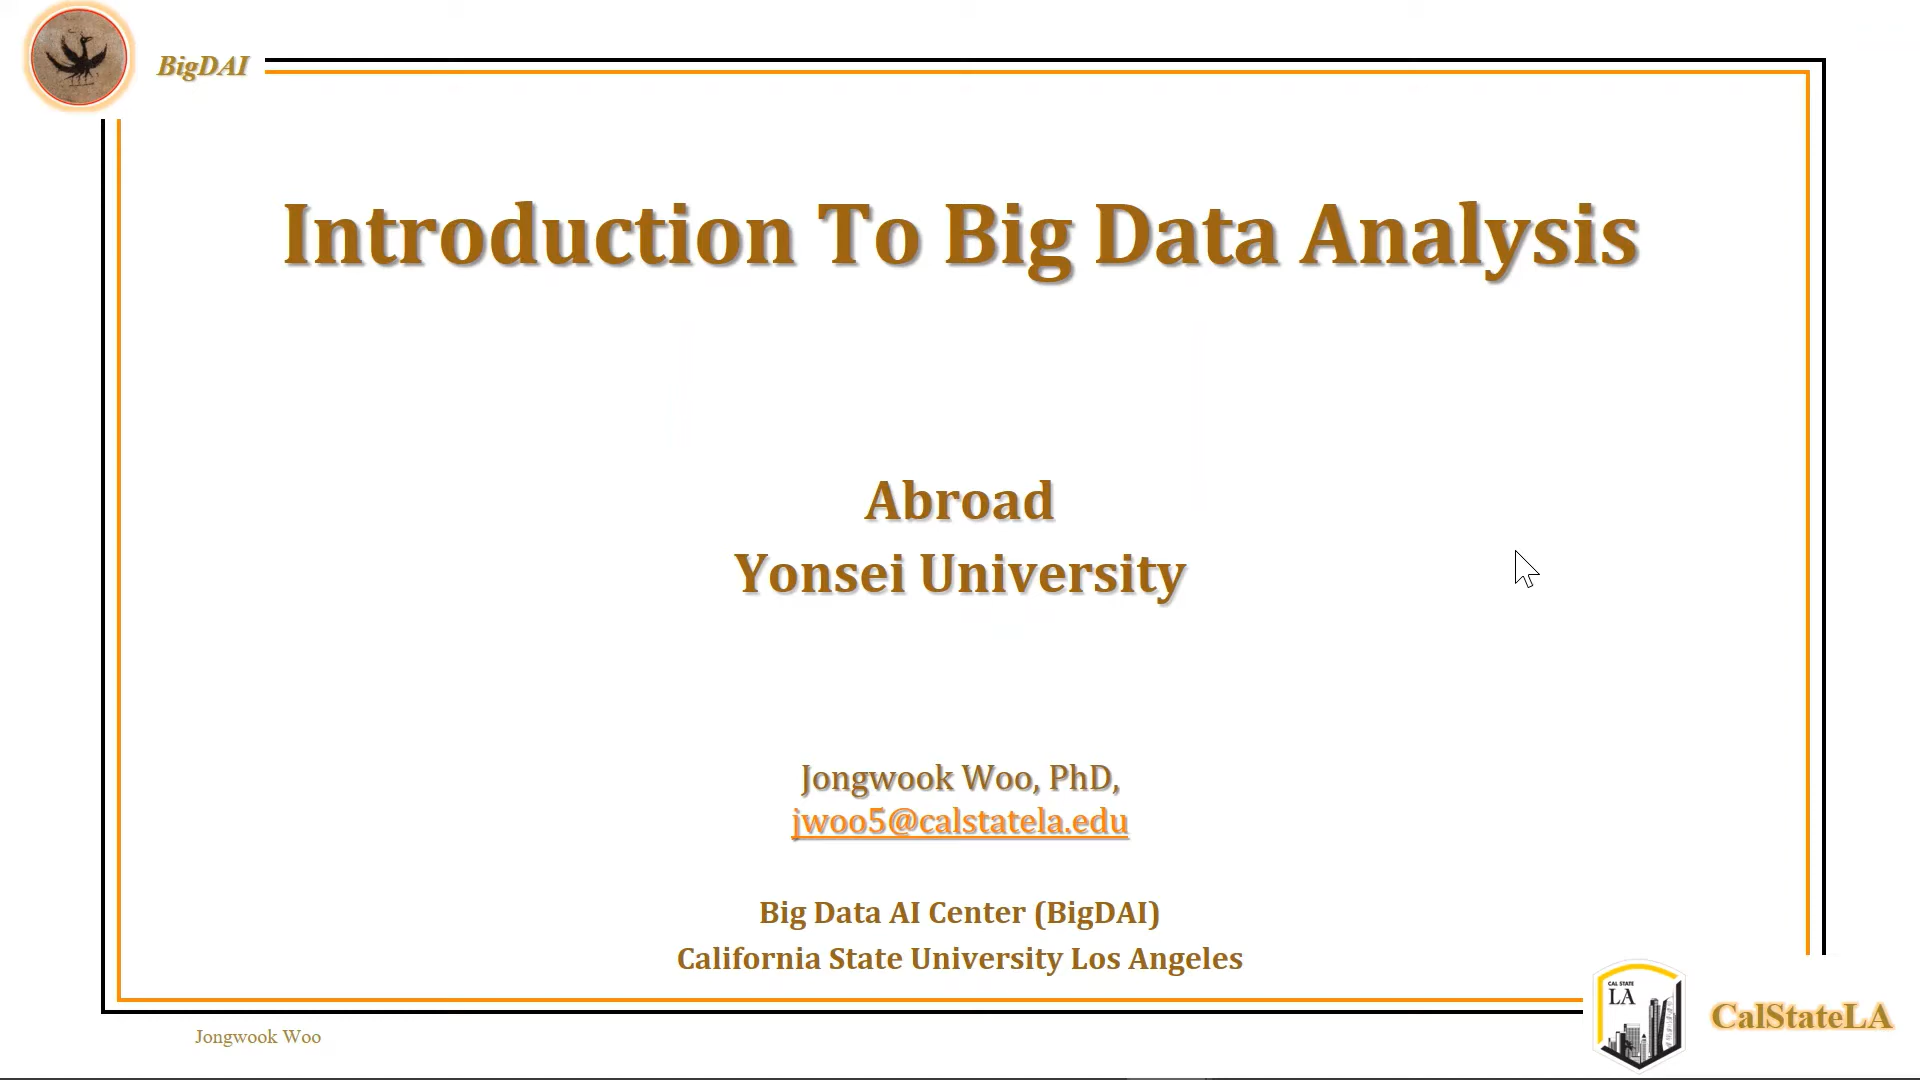 BigDAI
Introduction To Big Data Analysis
Abroad
Yonsei University
Jongwook Woo, PhD,
jwoo5@calstatela.edu
Big Data AI Center (BigDAI)
California State University Los Angeles
Jongwook Woo
CAL STATE
LA
CalStateLA